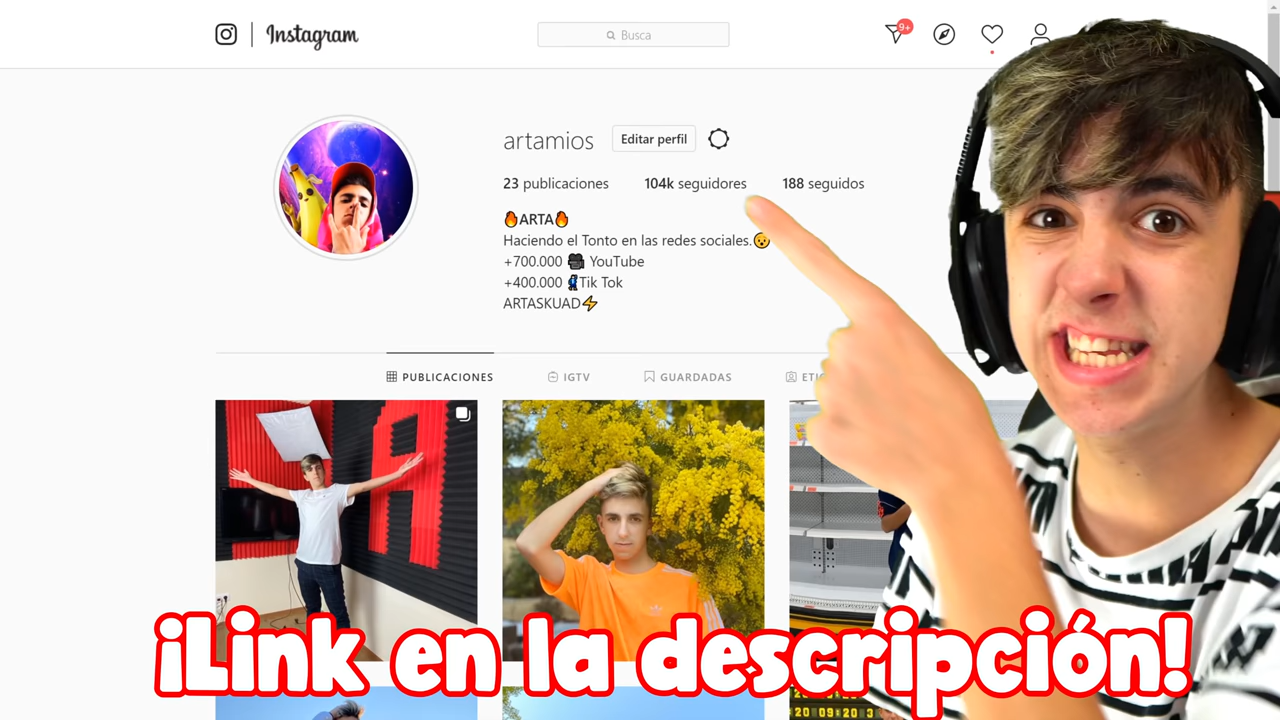 Instagram
Busca
9+
artamios
Editar perfil
23 publicaciones 104k seguidores 188 seguidos
🔥ARTA🔥
Haciendo el Tonto en las redes sociales.😯
+700.000 🎥 YouTube
+400.000 Tik Tok
ARTASKUAD⚡
PUBLICACIONES
IGTV
GUARDADAS
¡Link en la descripción!